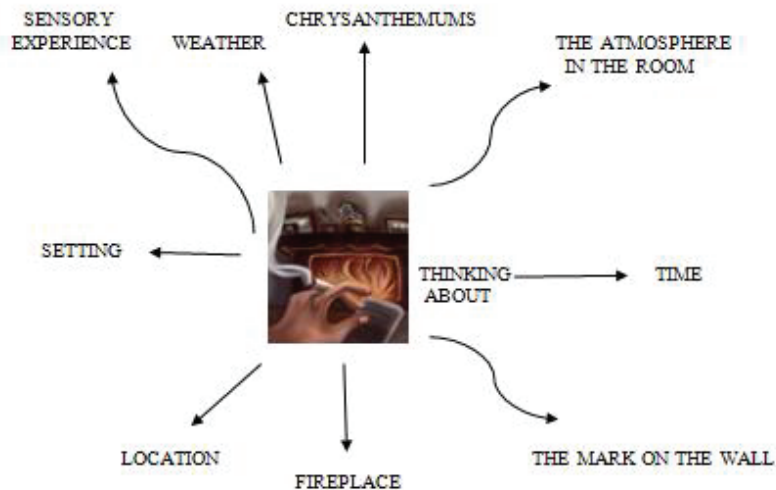 SENSORY
EXPERIENCE
WEATHER
CHRYSANTHEMUMS
THE ATMOSPHERE
IN THE ROOM
SETTING
THINKING
ABOUT
TIME
LOCATION
FIREPLACE
THE MARK ON THE WALL